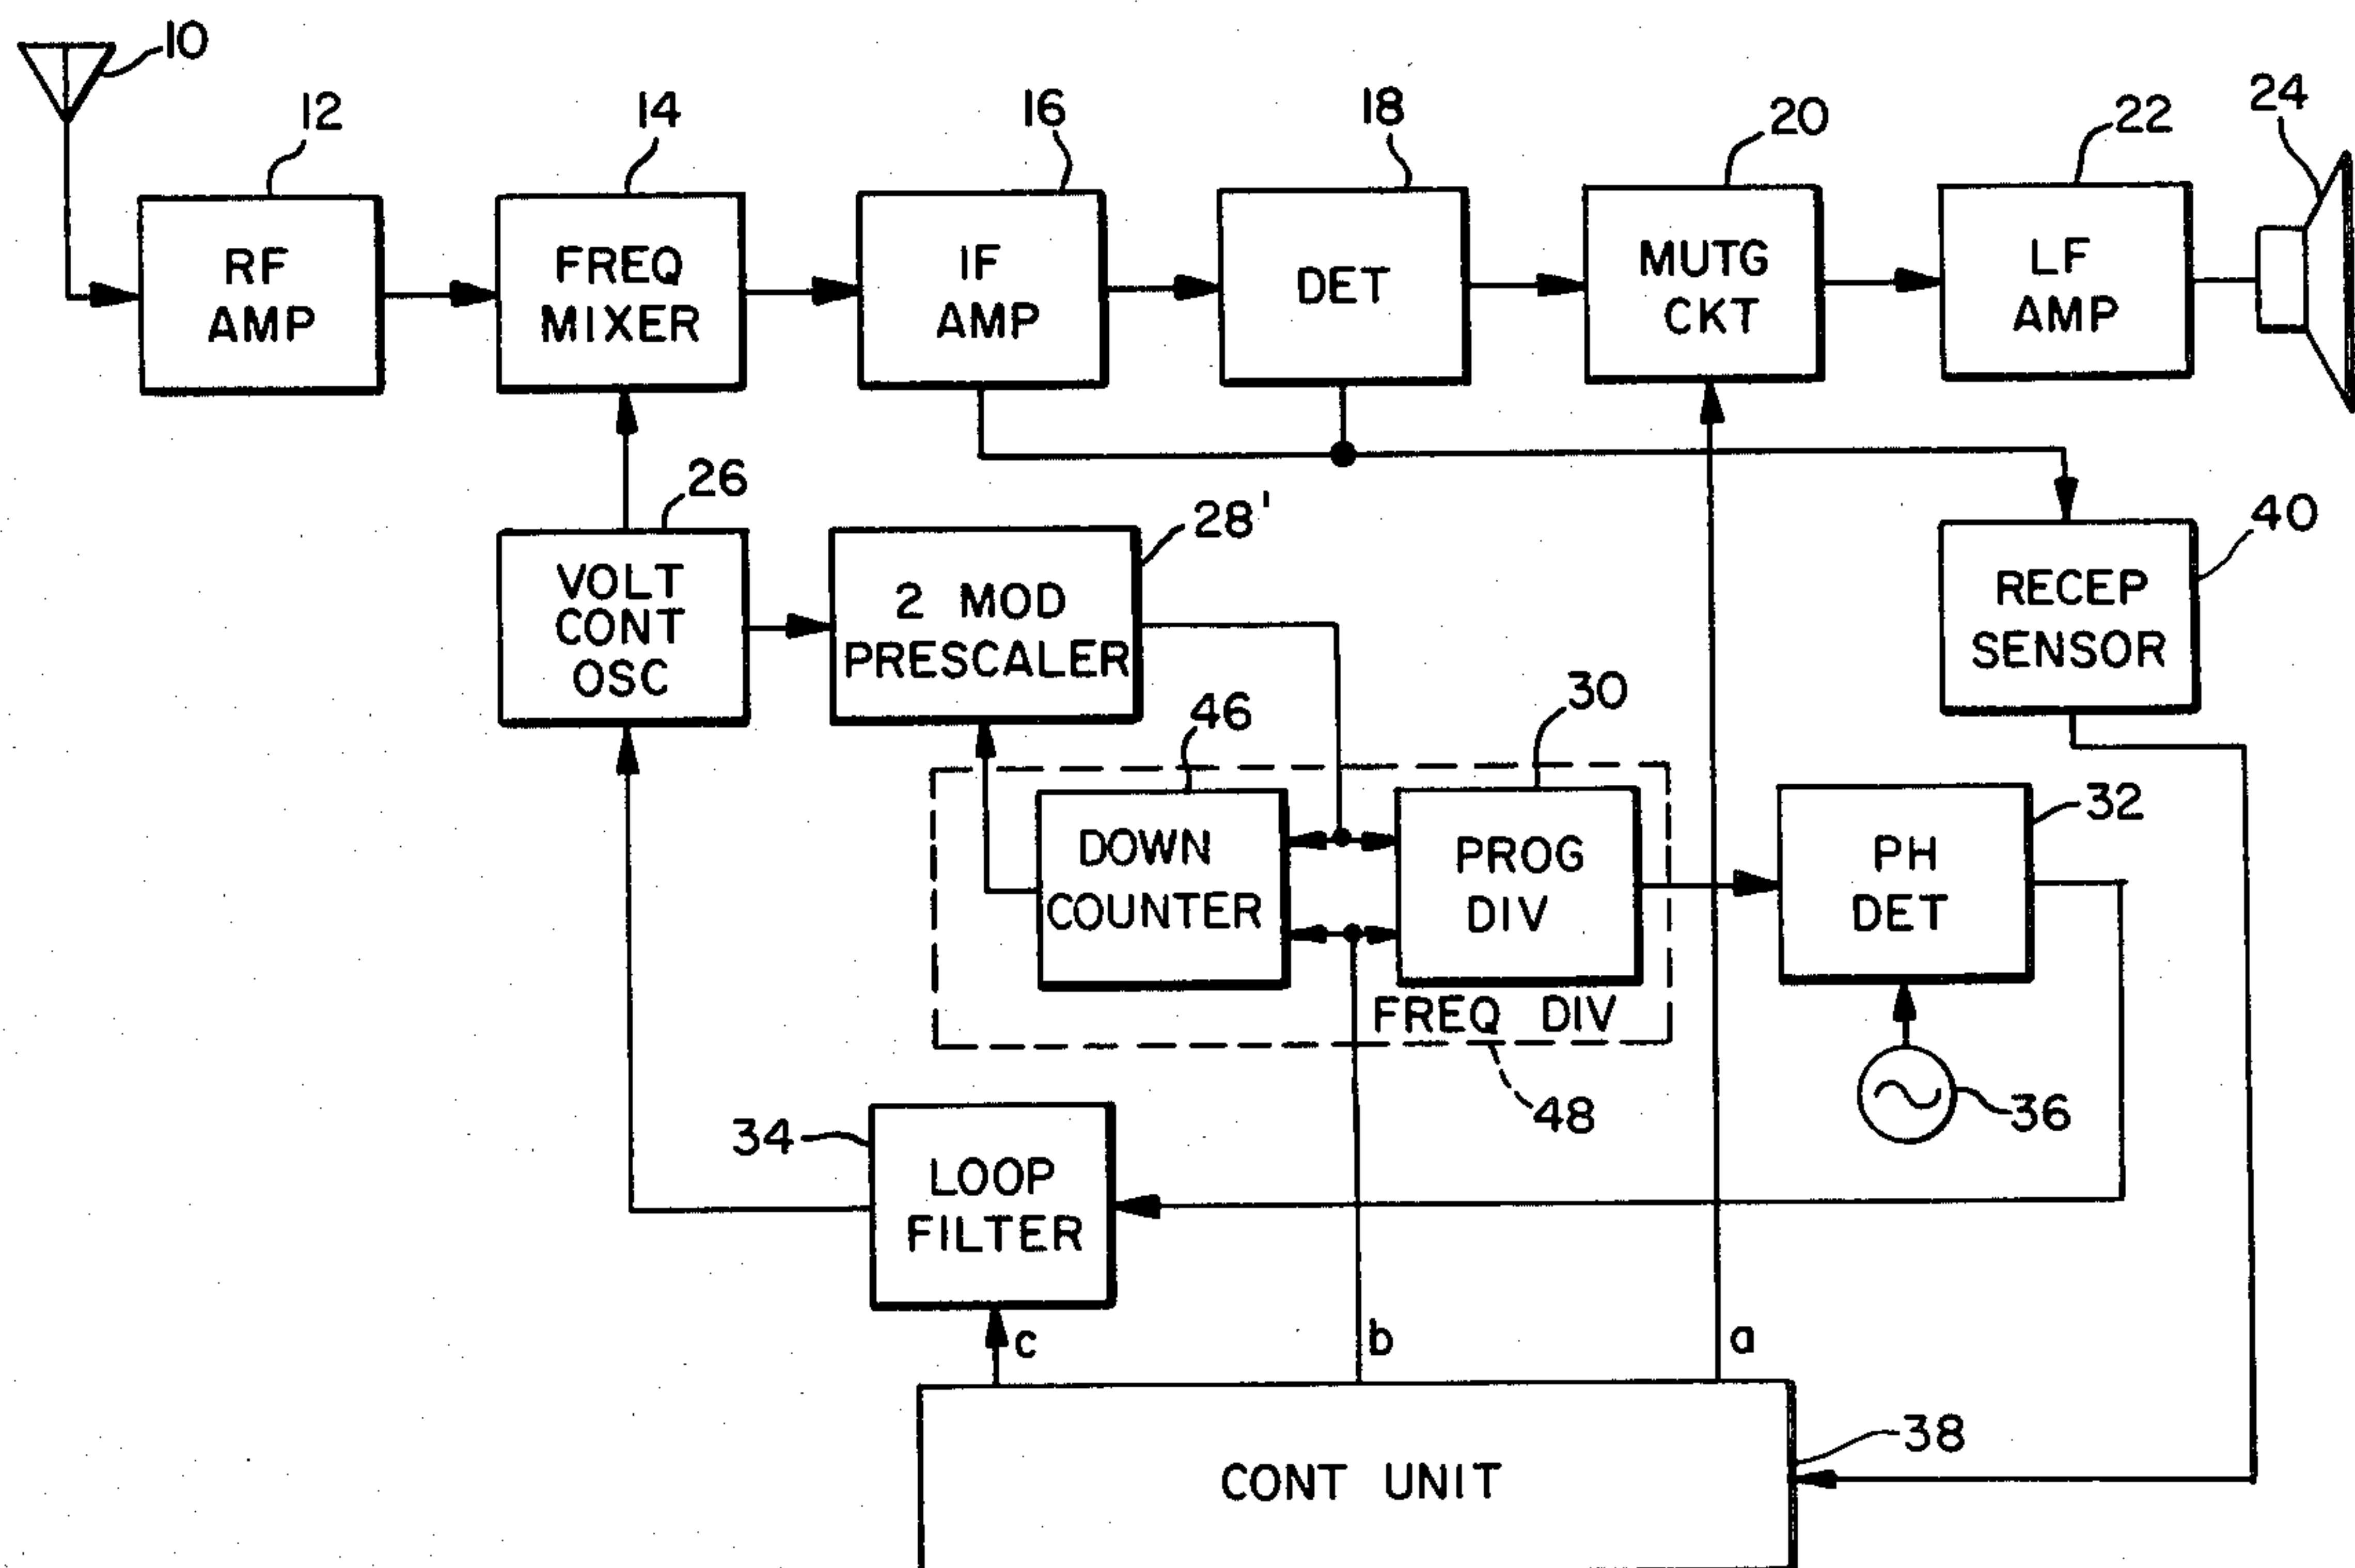 10
12
14
16
18
20
22
24
RF
AMP
FREQ
MIXER
IF
AMP
DET
MUTG
CKT
LF
AMP
26
28'
40
VOLT
CONT
OSC
2 MOD
PRESCALER
RECEP
SENSOR
46
30
32
DOWN
COUNTER
PROG
DIV
PH
DET
FREQ DIV
48
36
34
LOOP
FILTER
c
b
a
38
CONT UNIT